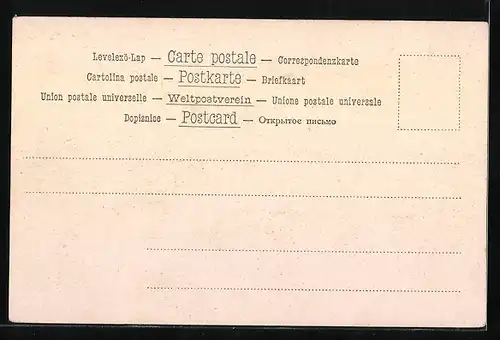 Levelező-Lap — Carte postale — Correspondenzkarte
Cartolina postale — Postkarte — Briefkaart
Union postale universelle — Weltpostverein — Unione postale universale
Dopisnice — Postcard — Открытое письмо